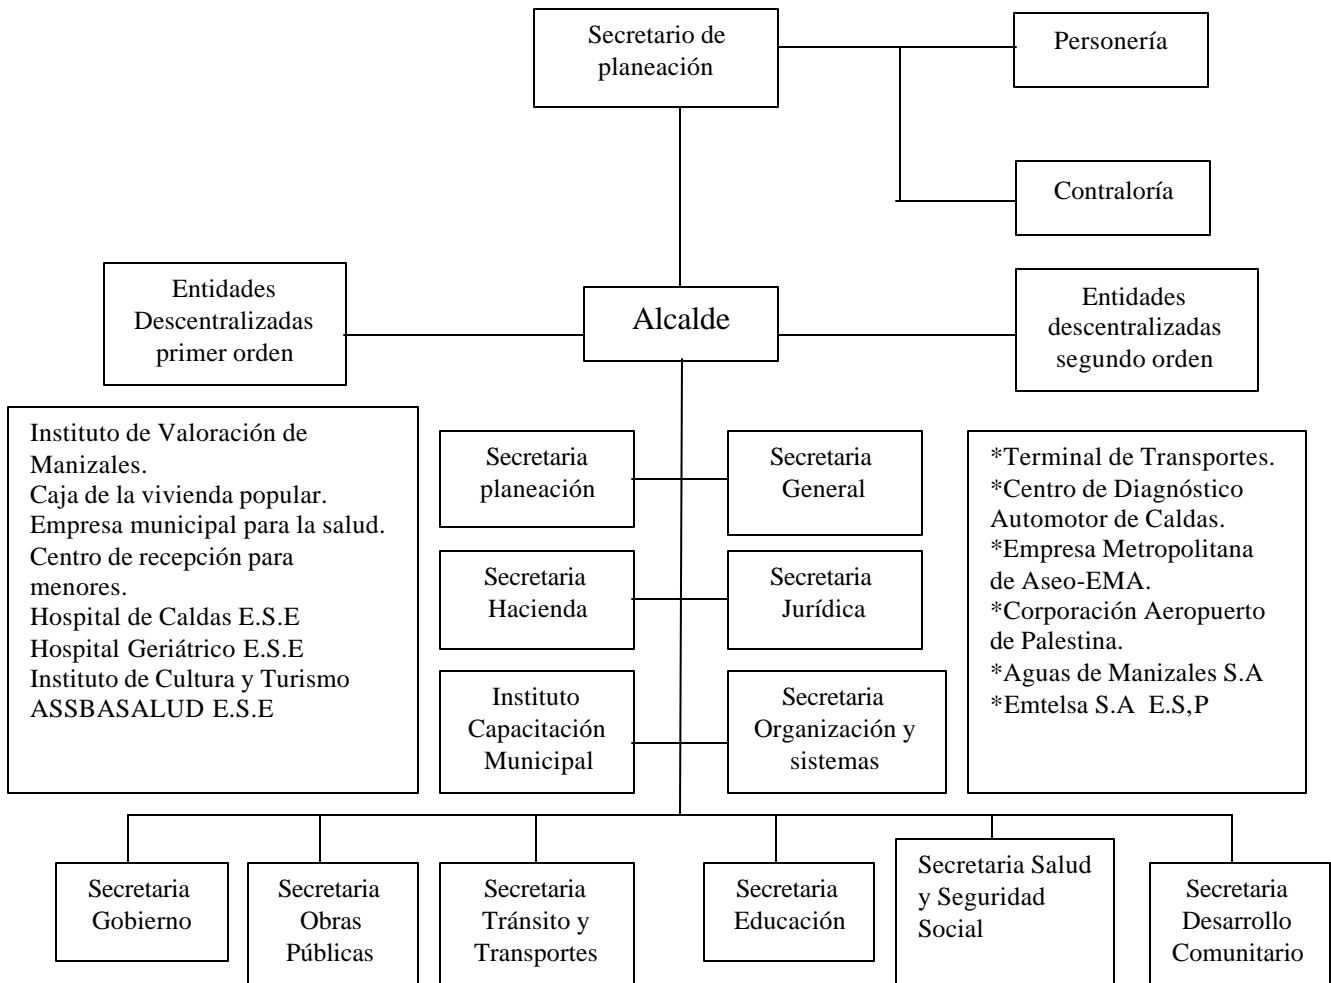 Secretario de
planeación
Personería
Contraloría
Entidades
Descentralizadas
primer orden
Alcalde
Entidades
descentralizadas
segundo orden
Instituto de Valoración de
Manizales.
Caja de la vivienda popular.
Empresa municipal para la salud.
Centro de recepción para
menores.
Hospital de Caldas E.S.E
Hospital Geriátrico E.S.E
Instituto de Cultura y Turismo
ASSBASALUD E.S.E
Secretaria
planeación
Secretaria
General
Secretaria
Hacienda
Secretaria
Jurídica
Instituto
Capacitación
Municipal
Secretaria
Organización y
sistemas
*Terminal de Transportes.
*Centro de Diagnóstico
Automotor de Caldas.
*Empresa Metropolitana
de Aseo-EMA.
*Corporación Aeropuerto
de Palestina.
*Aguas de Manizales S.A
*Emtelsa S.A E.S,P
Secretaria
Gobierno
Secretaria
Obras
Públicas
Secretaria
Tránsito y
Transportes
Secretaria
Educación
Secretaria Salud
y Seguridad
Social
Secretaria
Desarrollo
Comunitario